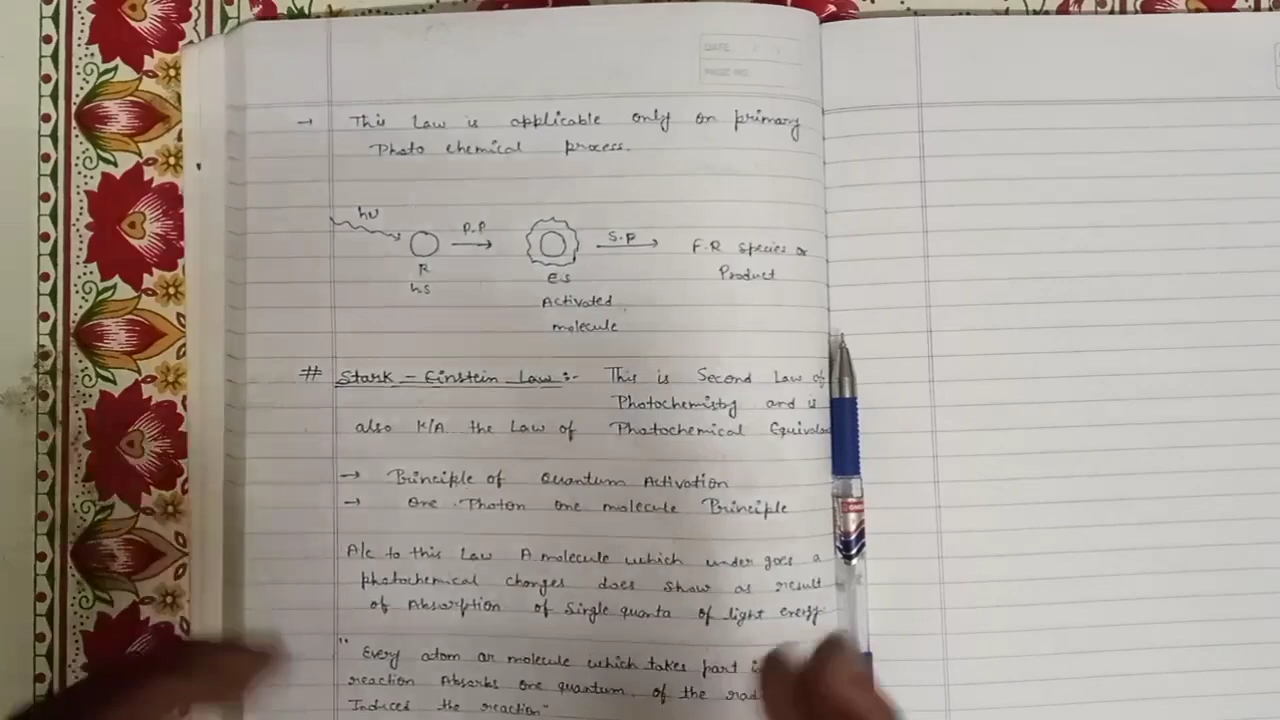 DATE
PAGE NO.
→ This Law is applicable only on primary
Photo chemical process.
hν
P.P
S.P
F.R Species or
Product
R
h.s
E.S
Activated
molecule
# Stark - Einstein Law :- This is Second Law of
Photochemistry and is
also K/A the Law of Photochemical
→ Principle of Quantum Activation
→ One Photon one molecule Principle
A/c to this Law A molecule which under goes a
photochemical changes does show as result
of Absorption of Single quanta of light energy
" Every atom or molecule which takes part
reaction Absorbs one quantum of the
Induces the reaction"